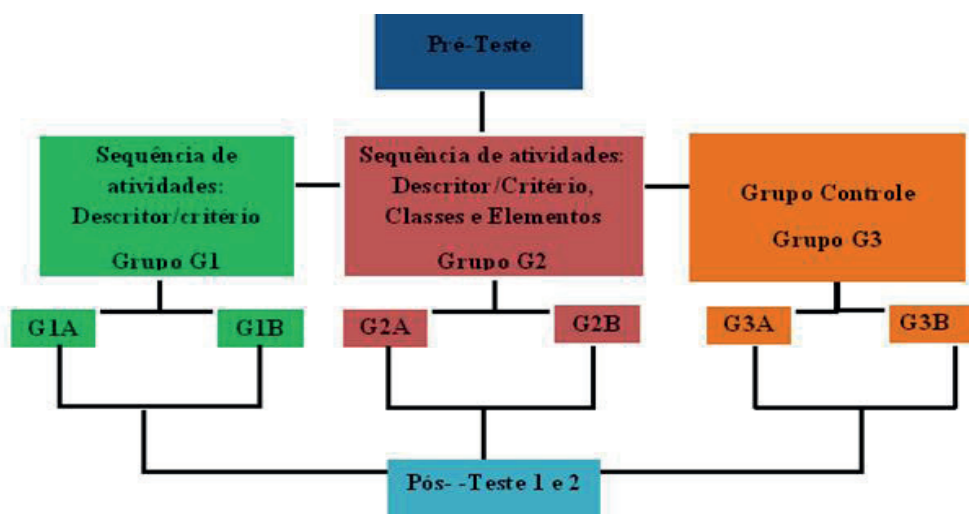 Pré-Teste
Sequência de
atividades:
Descritor/critério
Grupo G1
Sequência de atividades:
Descritor/Critério,
Classes e Elementos
Grupo G2
Grupo Controle
Grupo G3
G1A
G1B
G2A
G2B
G3A
G3B
Pós- -Teste 1 e 2